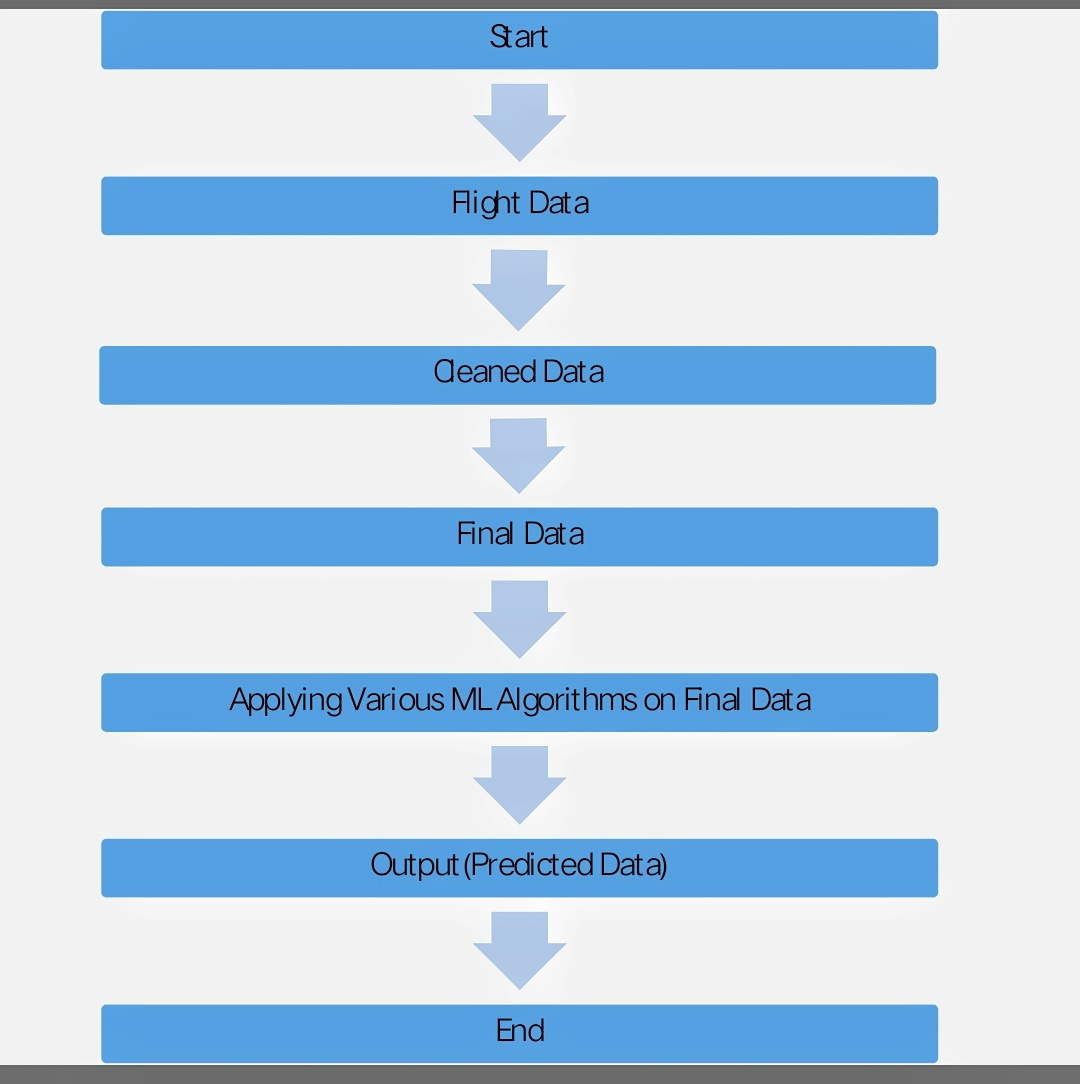 Start
Flight Data
Cleaned Data
Final Data
Applying Various ML Algorithms on Final Data
Output (Predicted Data)
End